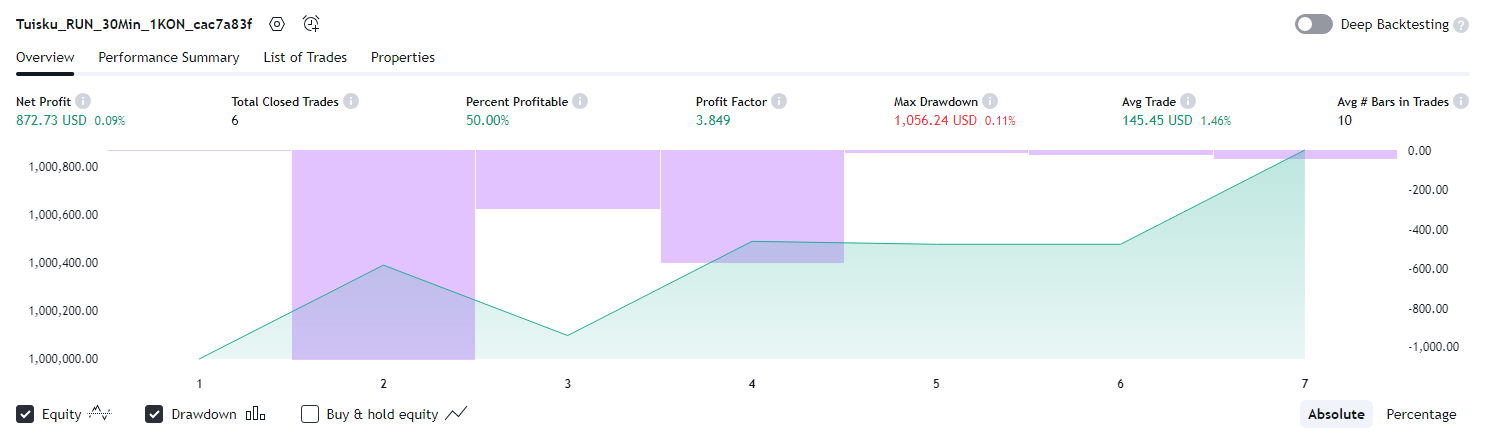 Tuisku_RUN_30Min_1KON_cac7a83f
Deep Backtesting ?
Overview Performance Summary List of Trades Properties
Net Profit i Total Closed Trades i Percent Profitable i Profit Factor i Max Drawdown i Avg Trade i Avg # Bars in Trades i
872.73 USD 0.09% 6 50.00% 3.849 1,056.24 USD 0.11% 145.45 USD 1.46% 10
0.00
1,000,800.00
-200.00
1,000,600.00
-400.00
1,000,400.00
-600.00
1,000,200.00
-800.00
1,000,000.00
-1,000.00
1 2 3 4 5 6 7
Equity Drawdown Buy & hold equity Absolute Percentage